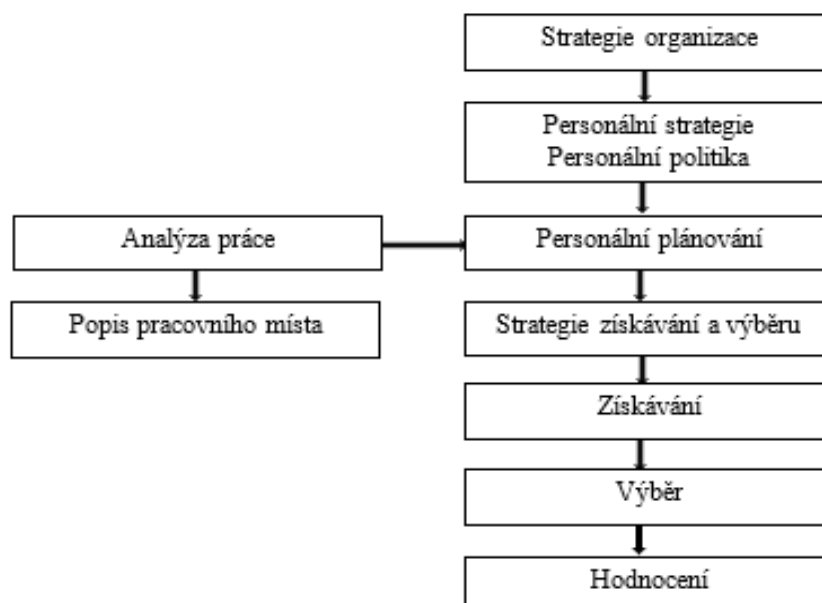 Strategie organizace
Personální strategie
Personální politika
Analýza práce
Personální plánování
Popis pracovního místa
Strategie získávání a výběru
Získávání
Výběr
Hodnocení